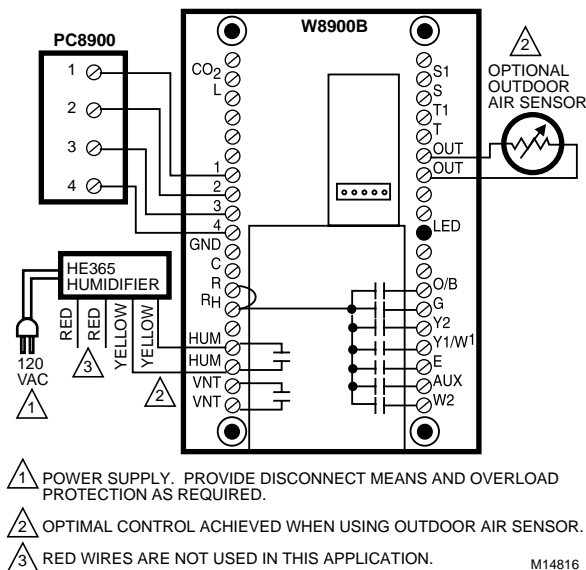 W8900B
PC8900
1
2
3
4
CO2
L
1
2
3
4
GND
C
R
RH
HUM
HUM
VNT
VNT
S1
S
T1
T
OUT
OUT
LED
O/B
G
Y2
Y1/W1
E
AUX
W2
2
OPTIONAL
OUTDOOR
AIR SENSOR
HE365
HUMIDIFIER
RED
RED
YELLOW
YELLOW
120
VAC
1
3
2
1 POWER SUPPLY. PROVIDE DISCONNECT MEANS AND OVERLOAD
PROTECTION AS REQUIRED.
2 OPTIMAL CONTROL ACHIEVED WHEN USING OUTDOOR AIR SENSOR.
3 RED WIRES ARE NOT USED IN THIS APPLICATION.
M14816